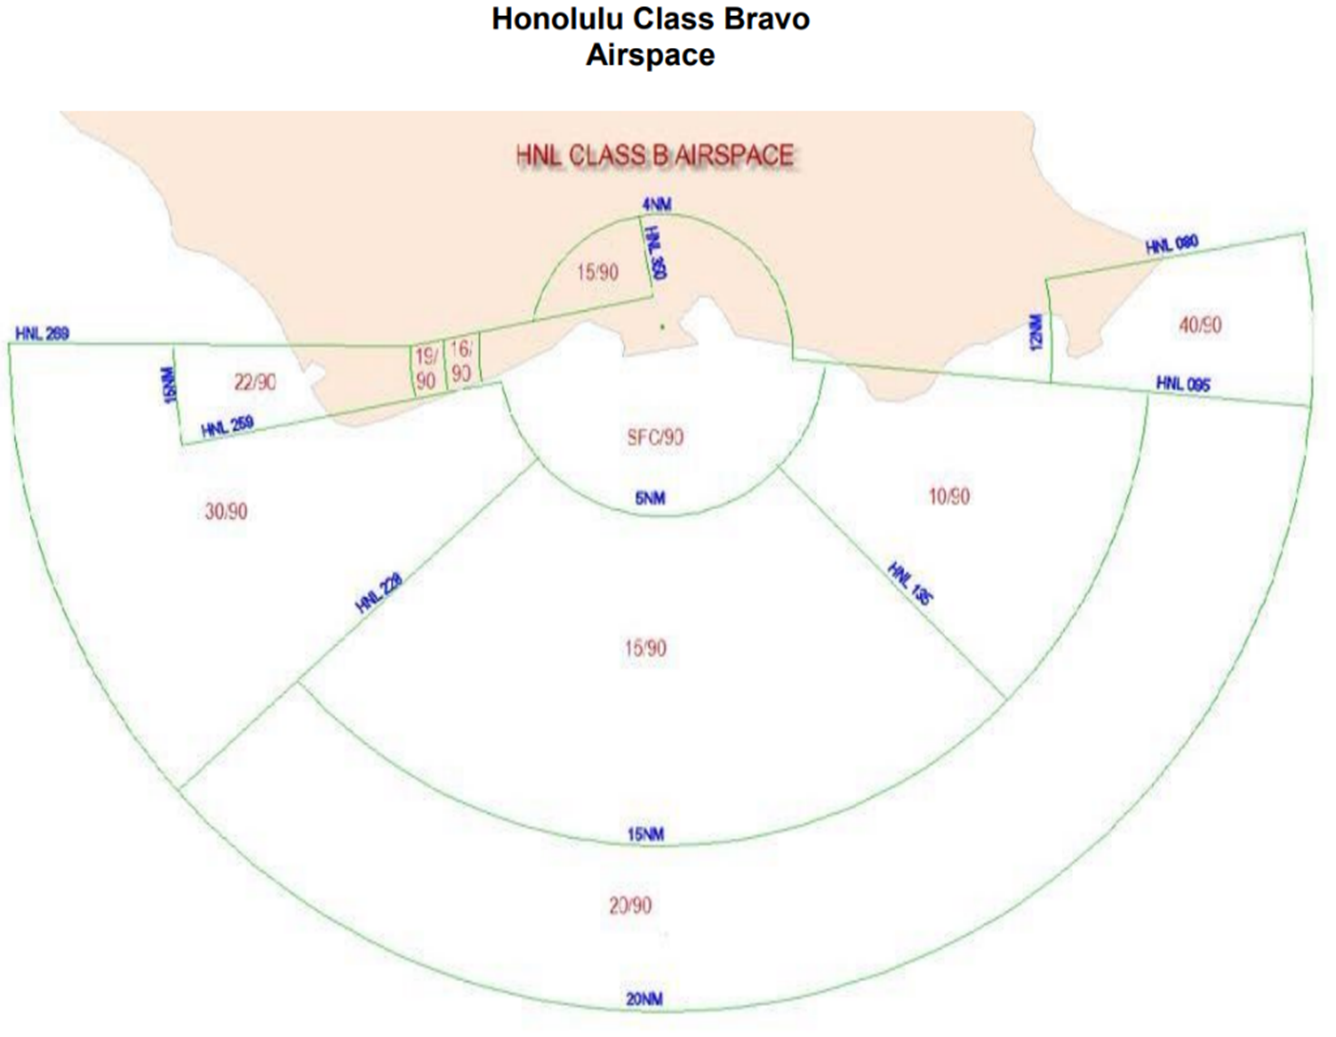 Honolulu Class Bravo
Airspace
HNL CLASS B AIRSPACE
4NM
HNL 360
15/90
HNL 080
40/90
12NM
HNL 095
HNL 269
15NM
22/90
19/
90
16/
90
HNL 259
SFC/90
5NM
30/90
10/90
HNL 228
HNL 135
15/90
15NM
20/90
20NM